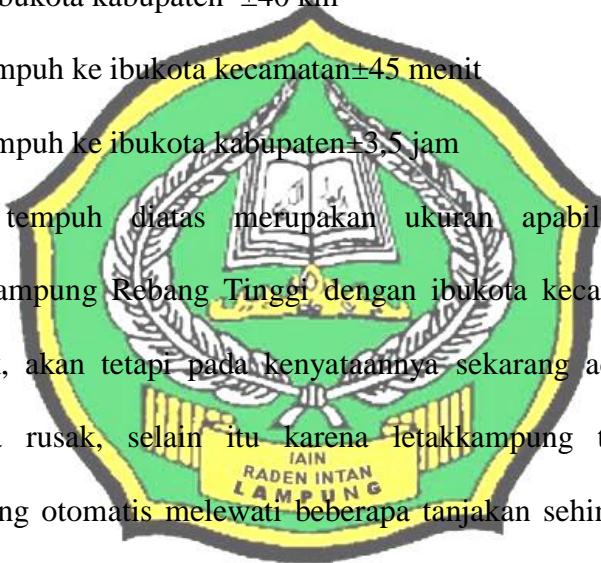 ibukota kabupaten ±40 km
mpuh ke ibukota kecamatan±45 menit
mpuh ke ibukota kabupaten±3,5 jam
tempuh diatas merupakan ukuran apabil
ampung Rebang Tinggi dengan ibukota keca
, akan tetapi pada kenyataannya sekarang a
rusak, selain itu karena letakkampung t
IAIN
RADEN INTAN
LAMPUNG
ng otomatis melewati beberapa tanjakan sehin